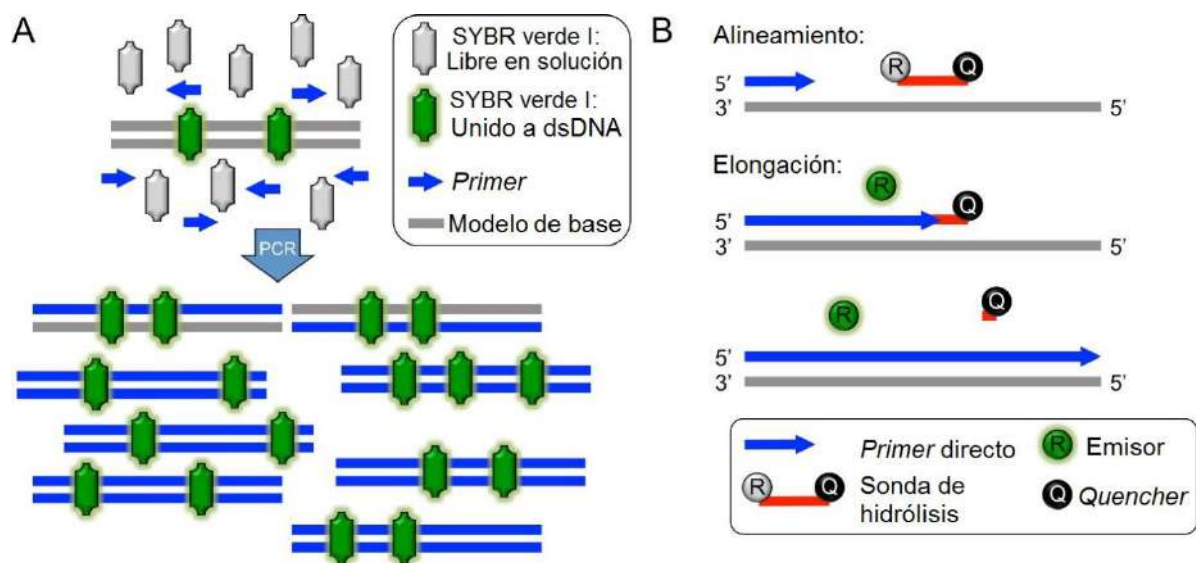 A
SYBR verde I:
Libre en solución
SYBR verde I:
Unido a dsDNA
Primer
Modelo de base
PCR
B
Alineamiento:
R
Q
5'
3'
5'
Elongación:
R
Q
5'
3'
5'
R
Q
5'
3'
5'
Primer directo
R
Emisor
R
Q
Sonda de
hidrólisis
Q
Quencher